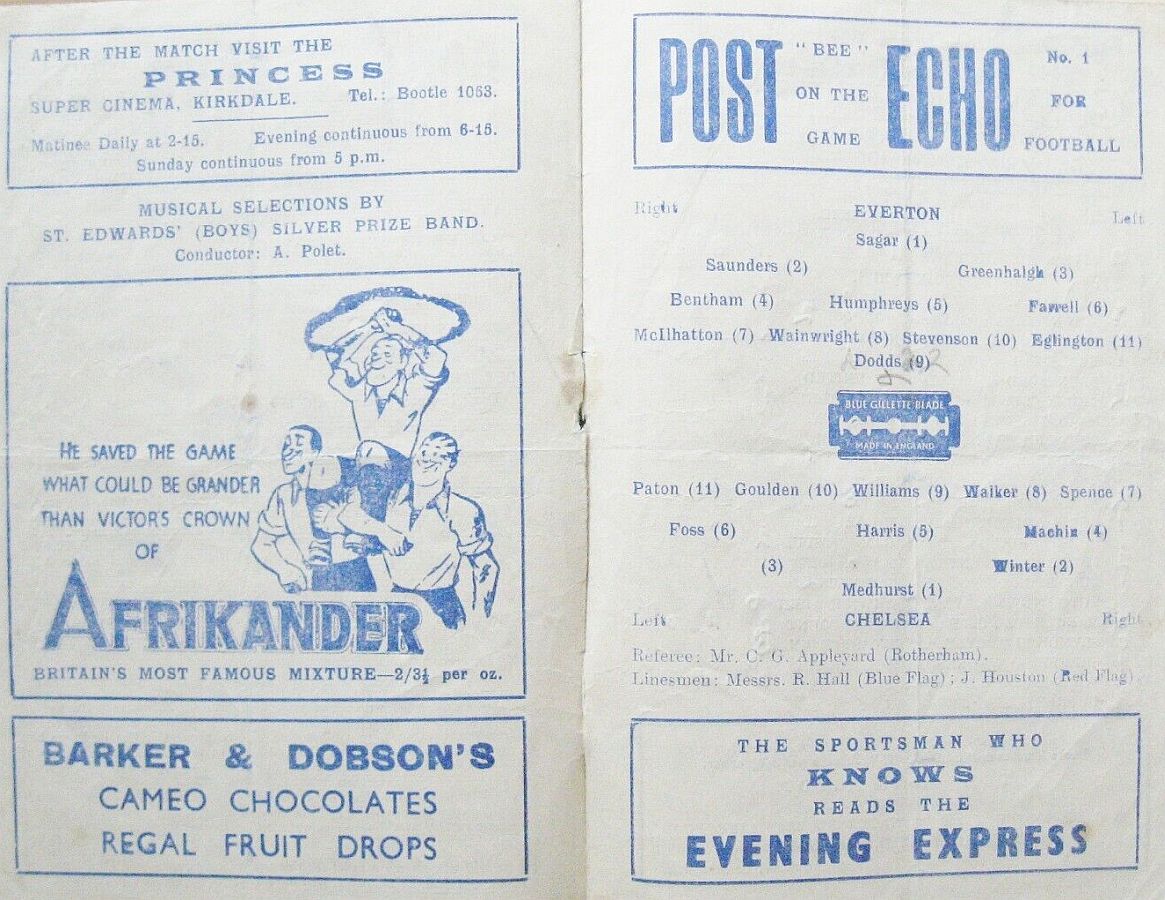 AFTER THE MATCH VISIT THE
PRINCESS
SUPER CINEMA, KIRKDALE. Tel.: Bootle 1053.
Matinee Daily at 2-15. Evening continuous from 6-15.
Sunday continuous from 5 p.m.
MUSICAL SELECTIONS BY
ST. EDWARDS' (BOYS) SILVER PRIZE BAND.
Conductor: A. Polet.
HE SAVED THE GAME
WHAT COULD BE GRANDER
THAN VICTOR'S CROWN
OF
AFRIKANDER
BRITAIN'S MOST FAMOUS MIXTURE—2/3½ per oz.
BARKER & DOBSON'S
CAMEO CHOCOLATES
REGAL FRUIT DROPS
POST "BEE" ECHO No. 1
ON THE FOR
GAME FOOTBALL
Right EVERTON Left
Sagar (1)
Saunders (2) Greenhalgh (3)
Bentham (4) Humphreys (5) Farrell (6)
McIlhatton (7) Wainwright (8) Stevenson (10) Eglington (11)
Dodds (9)
BLUE GILLETTE BLADE
MADE IN ENGLAND
Paton (11) Goulden (10) Williams (9) Walker (8) Spence (7)
Foss (6) Harris (5) Machin (4)
(3) Winter (2)
Medhurst (1)
Left CHELSEA Right
Referee: Mr. C. G. Appleyard (Rotherham).
Linesmen: Messrs. R. Hall (Blue Flag); J. Houston (Red Flag).
THE SPORTSMAN WHO
KNOWS
READS THE
EVENING EXPRESS